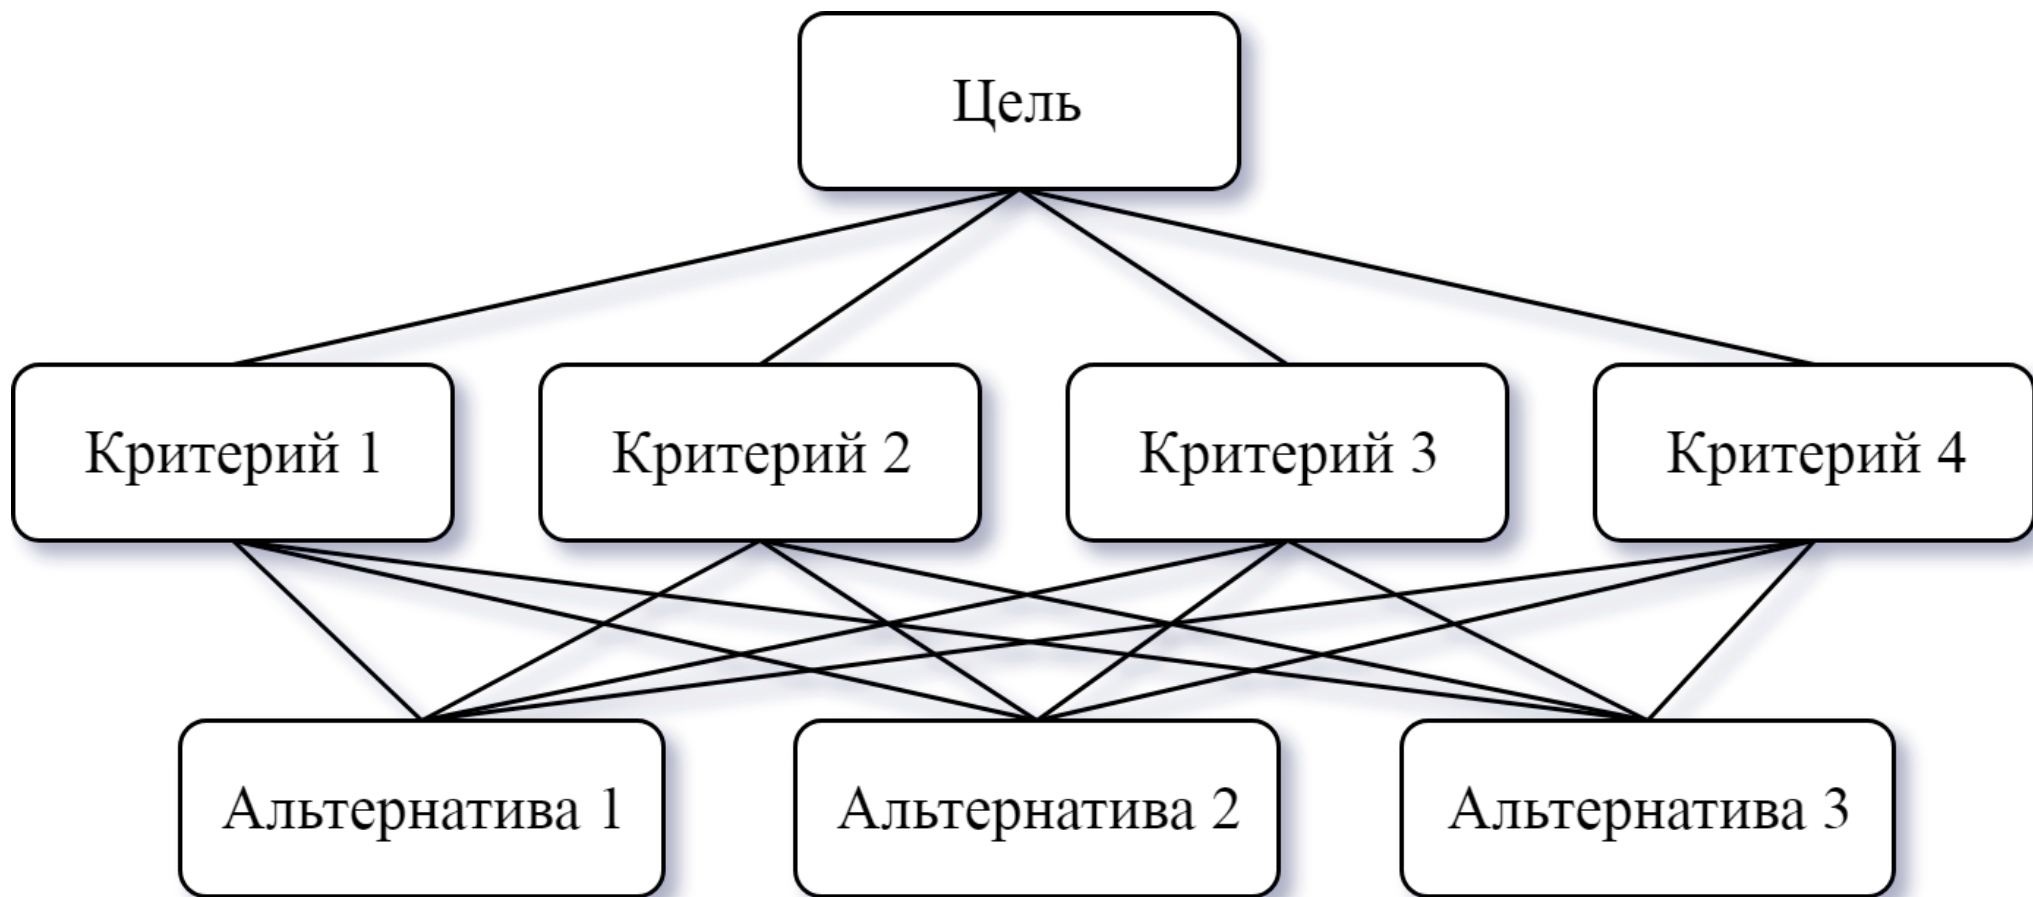 Цель
Критерий 1
Критерий 2
Критерий 3
Критерий 4
Альтернатива 1
Альтернатива 2
Альтернатива 3